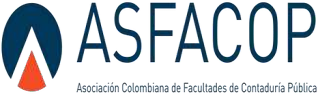 ASFACOP
Asociación Colombiana de Facultades de Contaduría Pública